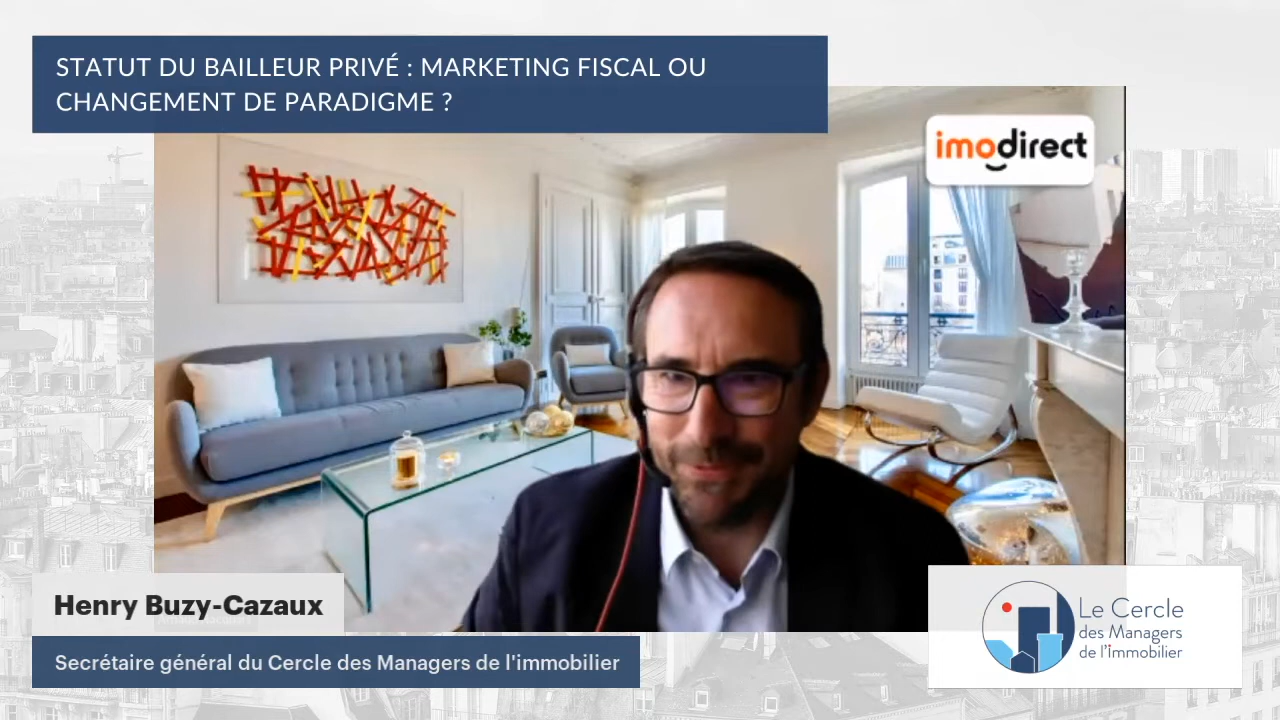 STATUT DU BAILLEUR PRIVÉ : MARKETING FISCAL OU
CHANGEMENT DE PARADIGME ?
imodirect
Henry Buzy-Cazaux
Secrétaire général du Cercle des Managers de l'immobilier
Le Cercle
des Managers
de l'Immobilier